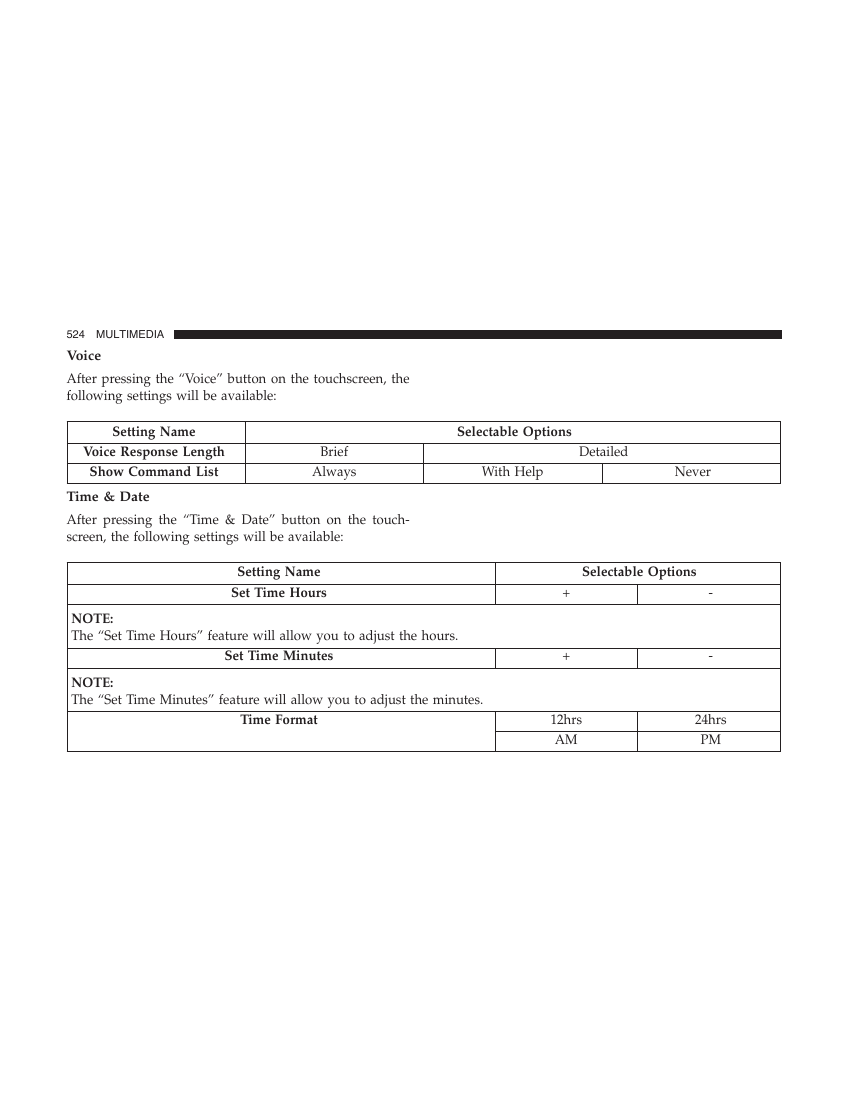 524 MULTIMEDIA
Voice
After pressing the “Voice” button on the touchscreen, the
following settings will be available:
Setting Name Selectable Options
Voice Response Length Brief Detailed
Show Command List Always With Help Never
Time & Date
After pressing the “Time & Date” button on the touch-
screen, the following settings will be available:
Setting Name Selectable Options
Set Time Hours + -
NOTE:
The “Set Time Hours” feature will allow you to adjust the hours.
Set Time Minutes + -
NOTE:
The “Set Time Minutes” feature will allow you to adjust the minutes.
Time Format 12hrs 24hrs
AM PM